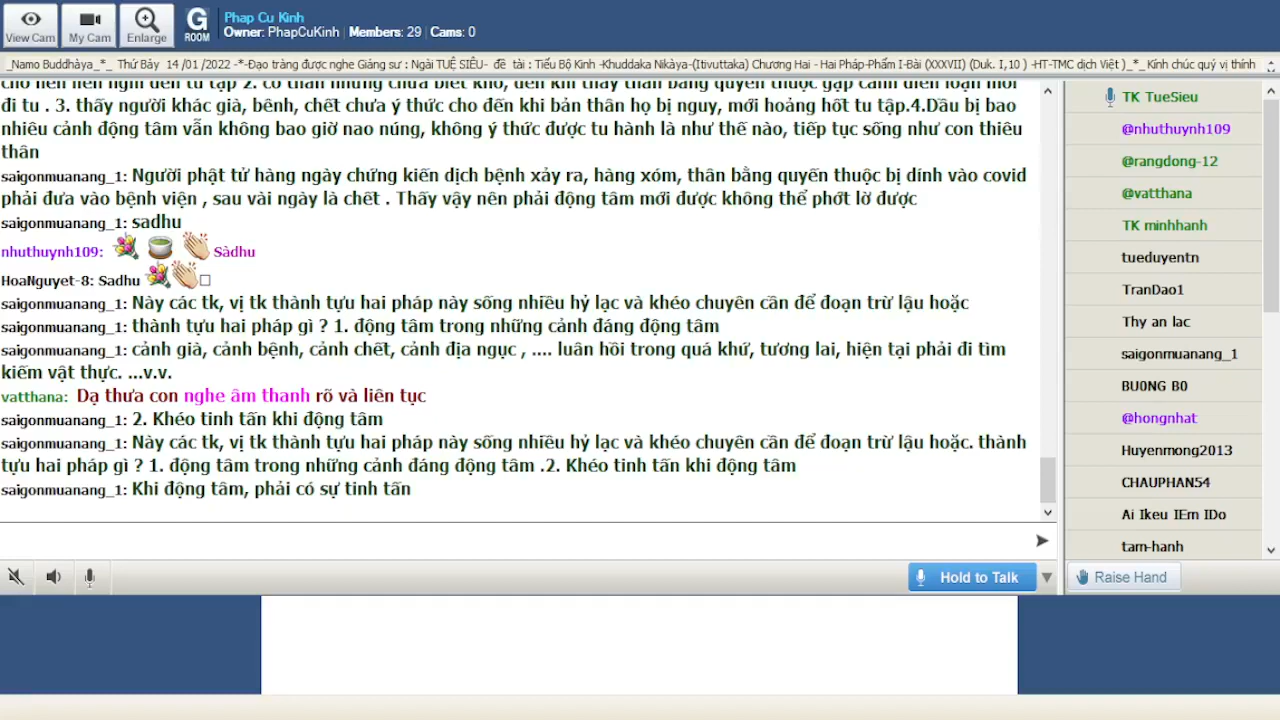 View Cam
My Cam
Enlarge
G
ROOM
Phap Cu Kinh
Owner: PhapCuKinh | Members: 29 | Cams: 0
_Namo Buddhàya_*_ Thứ Bảy 14 /01 /2022 -*-Đạo tràng được nghe Giảng sư : Ngài TUỆ SIÊU- đề tài : Tiểu Bộ Kinh -Khuddaka Nikàya-(Itivuttaka) Chương Hai - Hai Pháp-Phẩm I-Bài (XXXVII) (Duk. I,10 ) -HT-TMC dịch Việt )_*_Kính chúc quý vị thính
đi tu . 3. thấy người khác già, bênh, chết chưa ý thức cho đến khi bản thân họ bị nguy, mới hoảng hốt tu tập.4.Dầu bị bao
nhiêu cảnh động tâm vẫn không bao giờ nao núng, không ý thức được tu hành là như thế nào, tiếp tục sống như con thiêu
thân
saigonmuanang_1: Người phật tử hàng ngày chứng kiến dịch bệnh xảy ra, hàng xóm, thân bằng quyến thuộc bị dính vào covid
phải đưa vào bệnh viện , sau vài ngày là chết . Thấy vậy nên phải động tâm mới được không thể phớt lờ được
saigonmuanang_1: sadhu
nhuthuynh109: Sàdhu
HoaNguyet-8: Sadhu
saigonmuanang_1: Này các tk, vị tk thành tựu hai pháp này sống nhiều hỷ lạc và khéo chuyên cần để đoạn trừ lậu hoặc
saigonmuanang_1: thành tựu hai pháp gì ? 1. động tâm trong những cảnh đáng động tâm
saigonmuanang_1: cảnh già, cảnh bệnh, cảnh chết, cảnh địa ngục , .... luân hồi trong quá khứ, tương lai, hiện tại phải đi tìm
kiếm vật thực. ...v.v.
vatthana: Dạ thưa con nghe âm thanh rõ và liên tục
saigonmuanang_1: 2. Khéo tinh tấn khi động tâm
saigonmuanang_1: Này các tk, vị tk thành tựu hai pháp này sống nhiều hỷ lạc và khéo chuyên cần để đoạn trừ lậu hoặc. thành
tựu hai pháp gì ? 1. động tâm trong những cảnh đáng động tâm .2. Khéo tinh tấn khi động tâm
saigonmuanang_1: Khi động tâm, phải có sự tinh tấn
Hold to Talk
TK TueSieu
@nhuthuynh109
@rangdong-12
@vatthana
TK minhhanh
tueduyentn
TranDao1
Thy an lac
saigonmuanang_1
BU0NG B0
@hongnhat
Huyenmong2013
CHAUPHAN54
Ai Ikeu IEm IDo
tam-hanh
Raise Hand